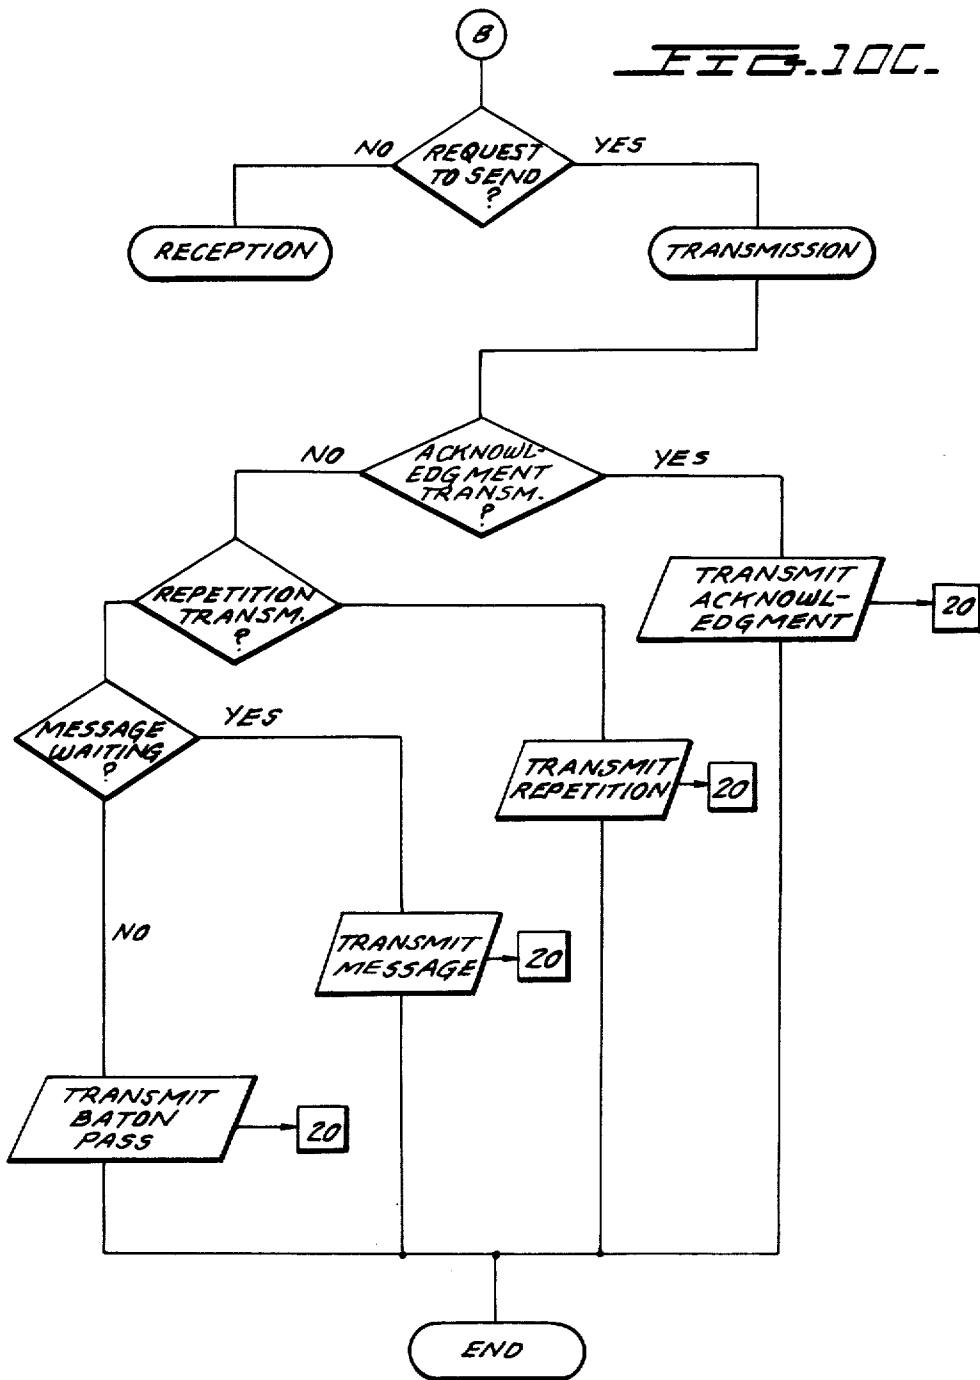 B
FIG. 10C.
NO
REQUEST
TO SEND
?
YES
RECEPTION
TRANSMISSION
NO
ACKNOWL-
EDGMENT
TRANSM.
?
YES
REPETITION
TRANSM.
?
TRANSMIT
ACKNOWL-
EDGMENT
20
MESSAGE
WAITING
?
YES
TRANSMIT
REPETITION
20
NO
TRANSMIT
MESSAGE
20
TRANSMIT
BATON
PASS
20
END